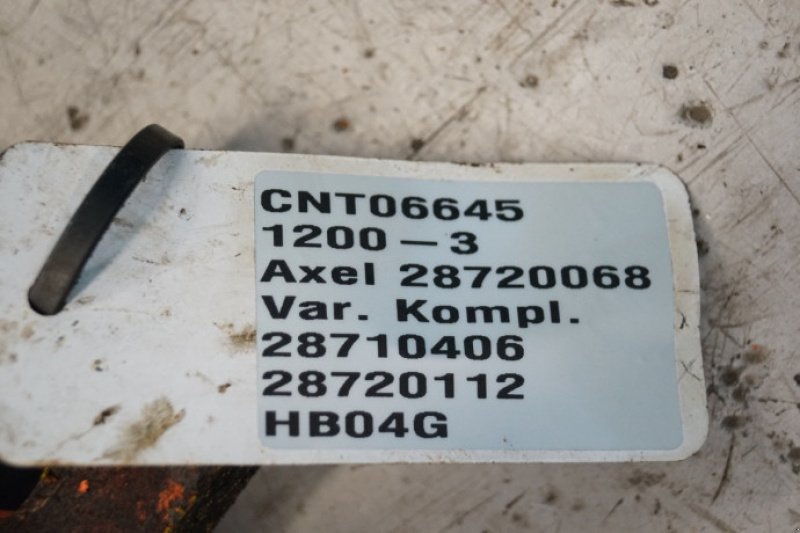 CNT06645
1200 – 3
Axel 28720068
Var. Kompl.
28710406
28720112
HB04G